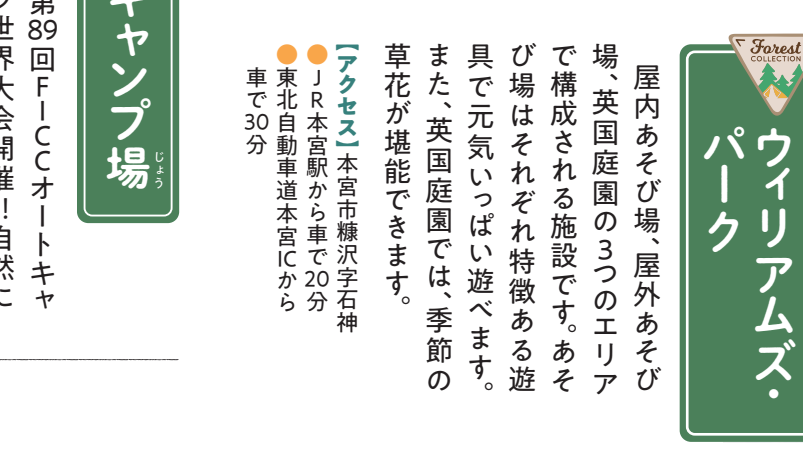 Forest
COLLECTION
ウィリアムズ・
パーク
屋内あそび場、屋外あそび
場、英国庭園の3つのエリア
で構成される施設です。あそ
び場はそれぞれ特徴ある遊
具で元気いっぱい遊べます。
また、英国庭園では、季節の
草花が堪能できます。
【アクセス】本宮市糠沢字石神
●JR本宮駅から車で20分
●東北自動車道本宮ICから
車で30分
キャンプ場
じょう
第89回FICCオートキャ
プ世界大会開催!自然に